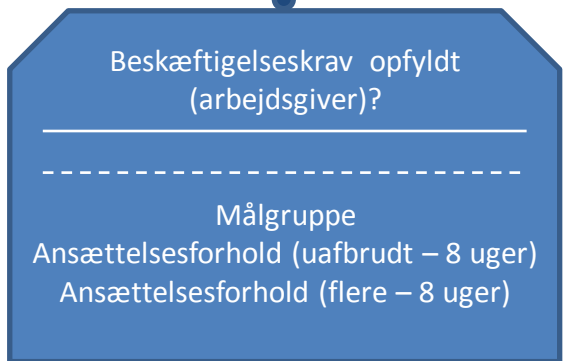 Beskæftigelseskrav opfyldt
(arbejdsgiver)?
Målgruppe
Ansættelsesforhold (uafbrudt – 8 uger)
Ansættelsesforhold (flere – 8 uger)